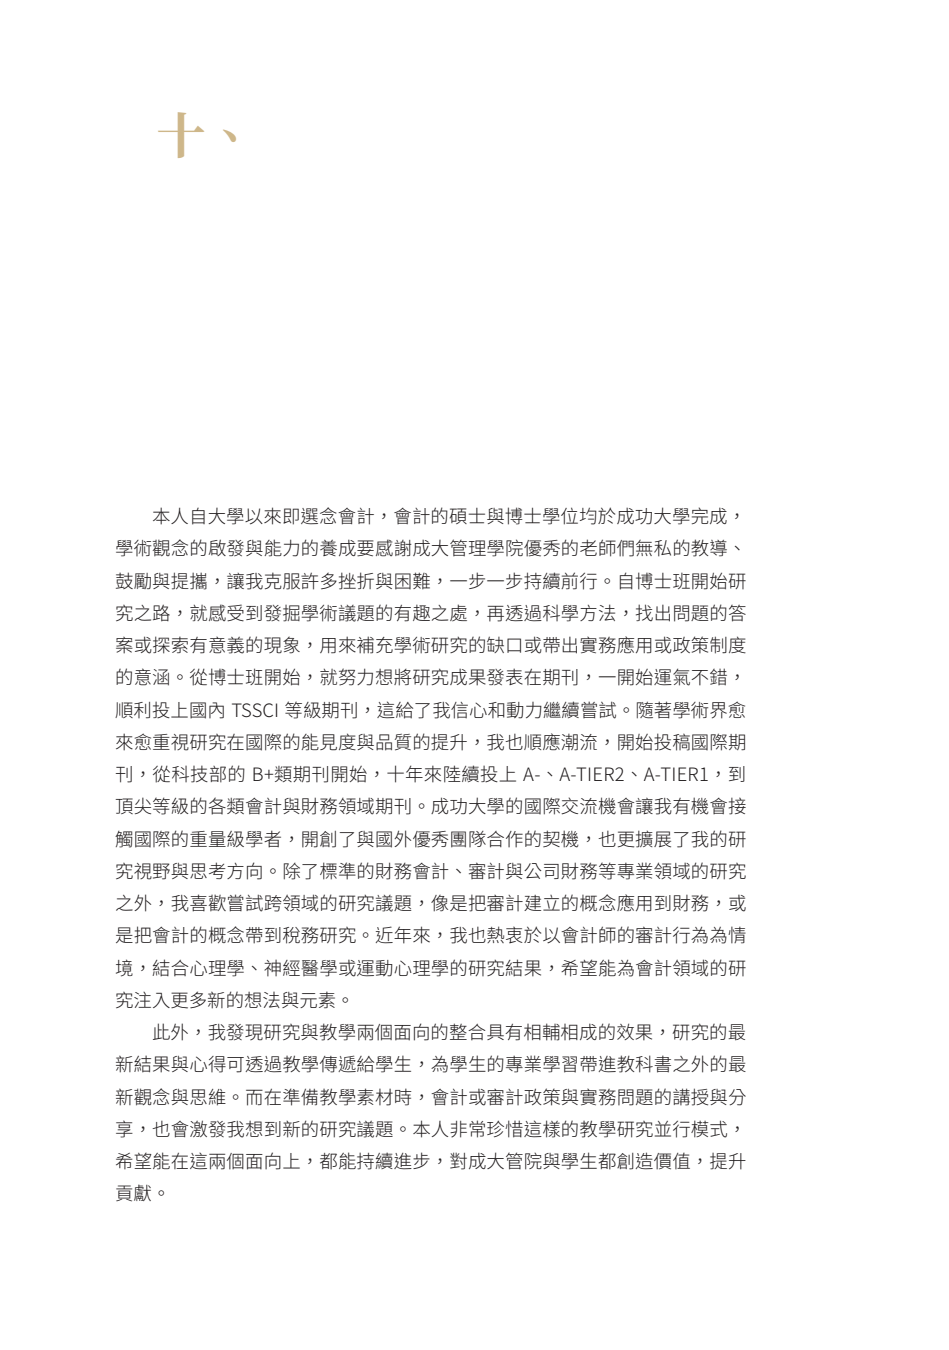 十、
本人自大學以來即選念會計，會計的碩士與博士學位均於成功大學完成，
學術觀念的啟發與能力的養成要感謝成大管理學院優秀的老師們無私的教導、
鼓勵與提攜，讓我克服許多挫折與困難，一步一步持續前行。自博士班開始研
究之路，就感受到發掘學術議題的有趣之處，再透過科學方法，找出問題的答
案或探索有意義的現象，用來補充學術研究的缺口或帶出實務應用或政策制度
的意涵。從博士班開始，就努力想將研究成果發表在期刊，一開始運氣不錯，
順利投上國內 TSSCI 等級期刊，這給了我信心和動力繼續嘗試。隨著學術界愈
來愈重視研究在國際的能見度與品質的提升，我也順應潮流，開始投稿國際期
刊，從科技部的 B+類期刊開始，十年來陸續投上 A-、A-TIER2、A-TIER1，到
頂尖等級的各類會計與財務領域期刊。成功大學的國際交流機會讓我有機會接
觸國際的重量級學者，開創了與國外優秀團隊合作的契機，也更擴展了我的研
究視野與思考方向。除了標準的財務會計、審計與公司財務等專業領域的研究
之外，我喜歡嘗試跨領域的研究議題，像是把審計建立的概念應用到財務，或
是把會計的概念帶到稅務研究。近年來，我也熱衷於以會計師的審計行為為情
境，結合心理學、神經醫學或運動心理學的研究結果，希望能為會計領域的研
究注入更多新的想法與元素。
此外，我發現研究與教學兩個面向的整合具有相輔相成的效果，研究的最
新結果與心得可透過教學傳遞給學生，為學生的專業學習帶進教科書之外的最
新觀念與思維。而在準備教學素材時，會計或審計政策與實務問題的講授與分
享，也會激發我想到新的研究議題。本人非常珍惜這樣的教學研究並行模式，
希望能在這兩個面向上，都能持續進步，對成大管院與學生都創造價值，提升
貢獻。